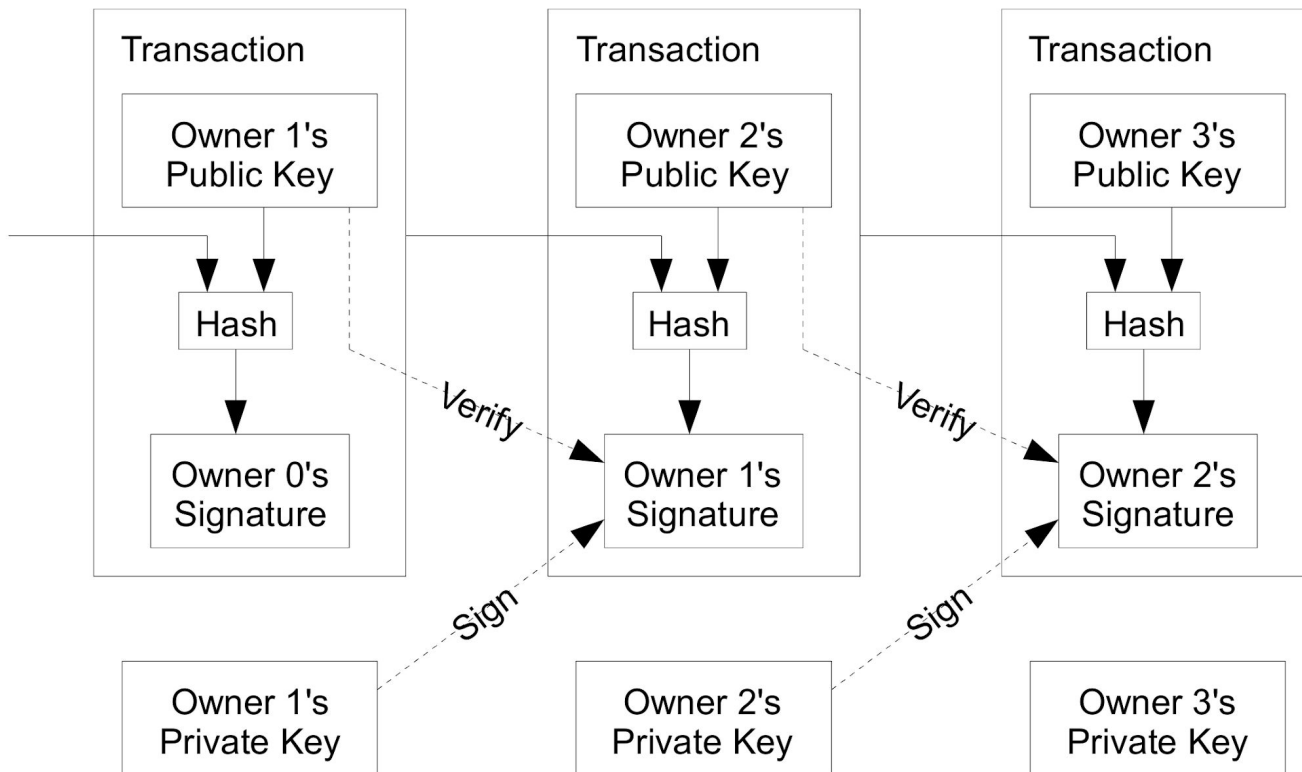 Transaction
Transaction
Transaction
Owner 1's
Public Key
Owner 2's
Public Key
Owner 3's
Public Key
Hash
Hash
Hash
Verify
Verify
Owner 0's
Signature
Owner 1's
Signature
Owner 2's
Signature
Sign
Sign
Owner 1's
Private Key
Owner 2's
Private Key
Owner 3's
Private Key